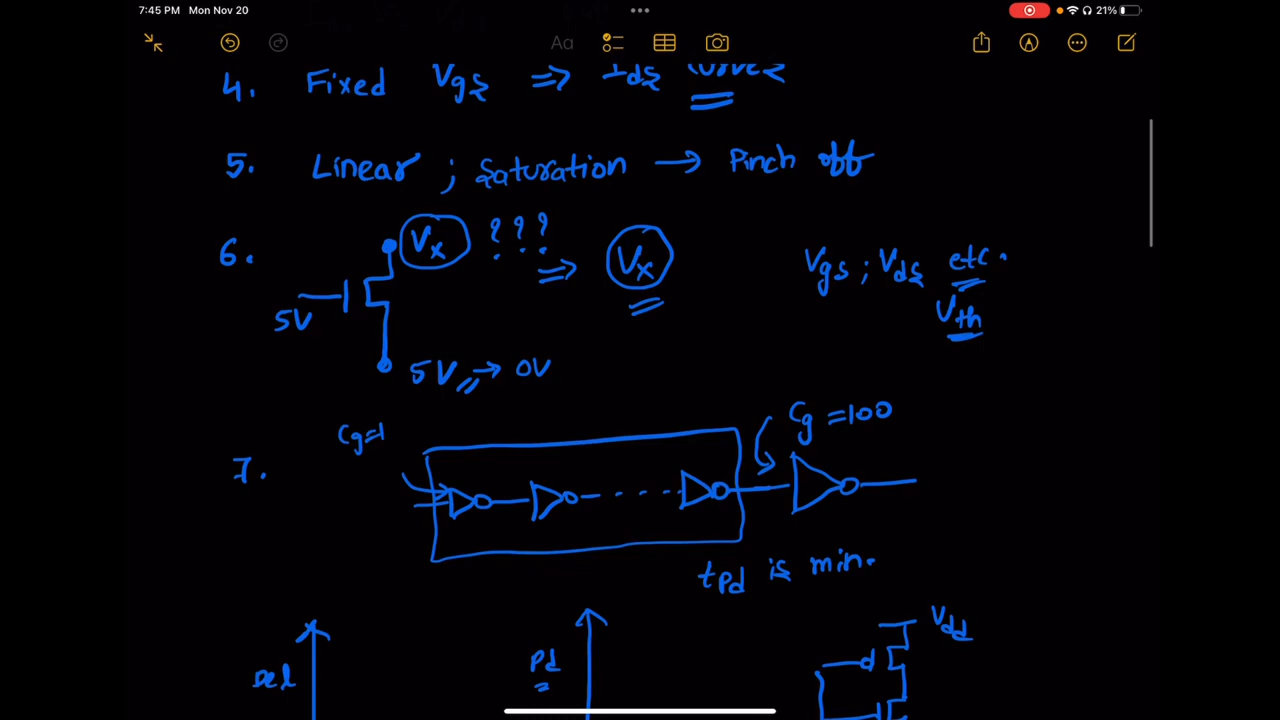 7:45 PM Mon Nov 20
21%
Aa
4. Fixed Vgs => Ids curves
5. Linear ; Saturation → Pinch off
6. Vx ? ? ? => Vx
Vgs ; Vds etc.
Vth
5V
5V → 0V
Cg=1
Cg =100
7.
tpd is min.
Vdd
Pd
Del